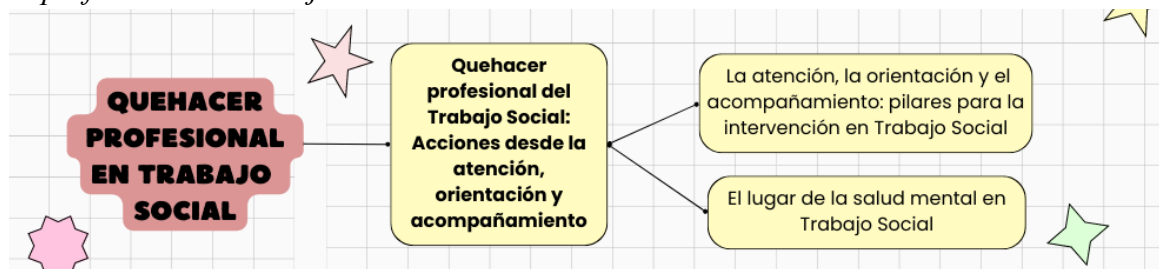 QUEHACER
PROFESIONAL
EN TRABAJO
SOCIAL
Quehacer
profesional del
Trabajo Social:
Acciones desde la
atención,
orientación y
acompañamiento
La atención, la orientación y el
acompañamiento: pilares para la
intervención en Trabajo Social
El lugar de la salud mental en
Trabajo Social